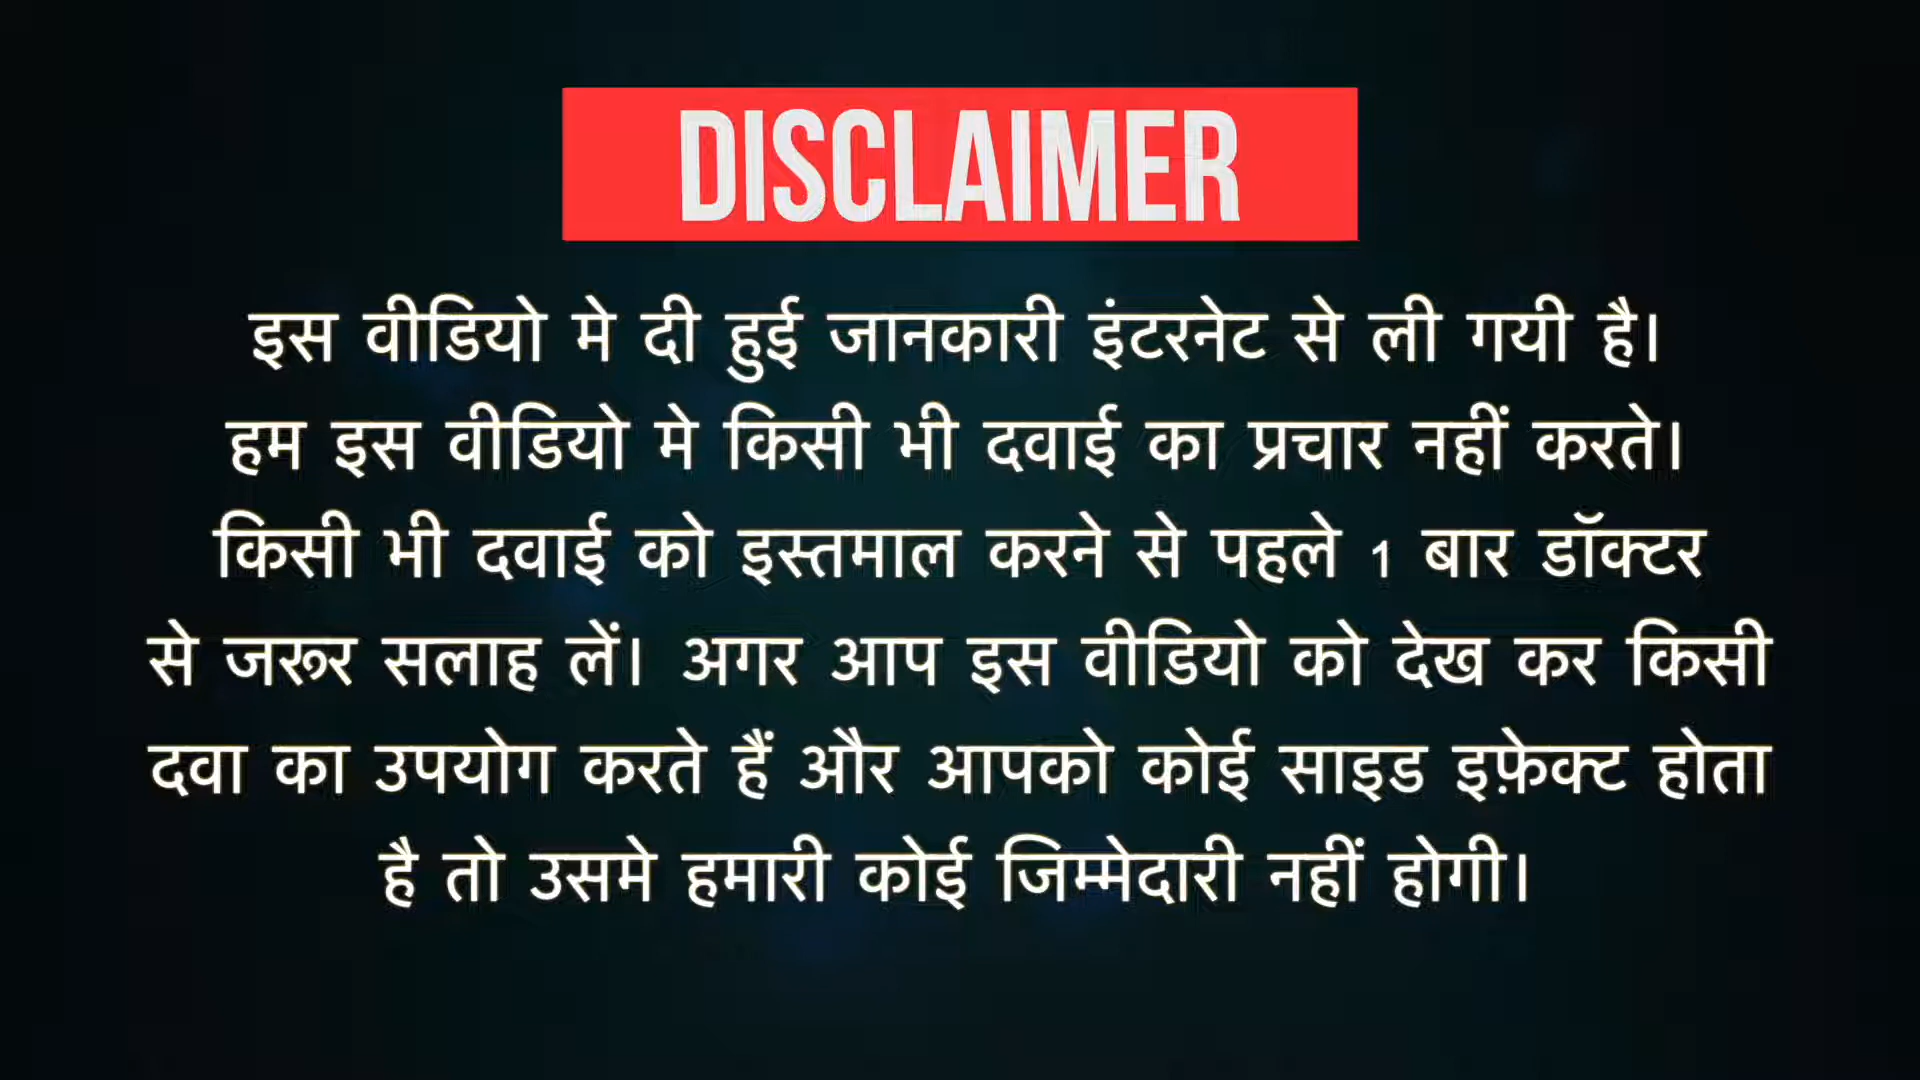 DISCLAIMER
इस वीडियो मे दी हुई जानकारी इंटरनेट से ली गयी है।
हम इस वीडियो मे किसी भी दवाई का प्रचार नहीं करते।
किसी भी दवाई को इस्तमाल करने से पहले 1 बार डॉक्टर
से जरूर सलाह लें। अगर आप इस वीडियो को देख कर किसी
दवा का उपयोग करते हैं और आपको कोई साइड इफ़ेक्ट होता
है तो उसमे हमारी कोई जिम्मेदारी नहीं होगी।